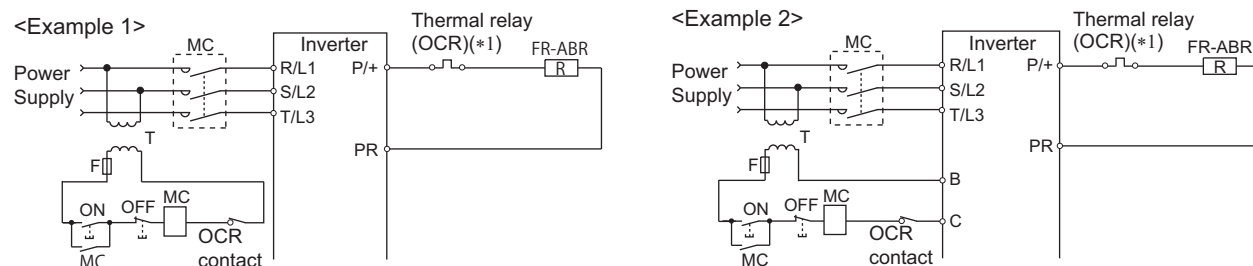 <Example 1>
Thermal relay
(OCR)(*1)
FR-ABR
MC
Inverter
Power
Supply
R/L1
P/+
R
S/L2
T/L3
T
PR
F
MC
ON
OFF
OCR
contact
MC
<Example 2>
Thermal relay
(OCR)(*1)
FR-ABR
MC
Inverter
Power
Supply
R/L1
P/+
R
S/L2
T/L3
T
PR
F
B
MC
ON
OFF
C
OCR
contact
MC